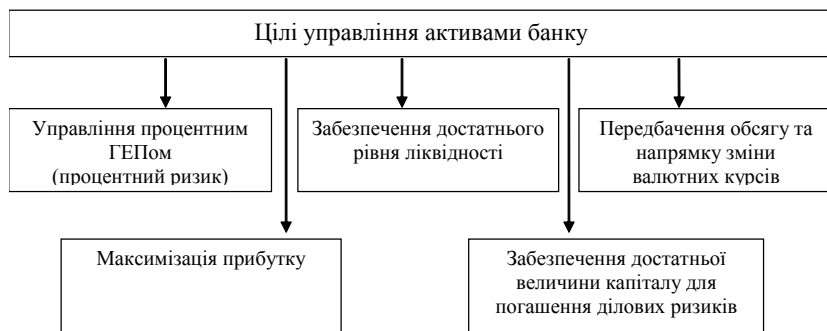 Цілі управління активами банку
Управління процентним
ГЕПом
(процентний ризик)
Забезпечення достатнього
рівня ліквідності
Передбачення обсягу та
напрямку зміни
валютних курсів
Максимізація прибутку
Забезпечення достатньої
величини капіталу для
погашення ділових ризиків